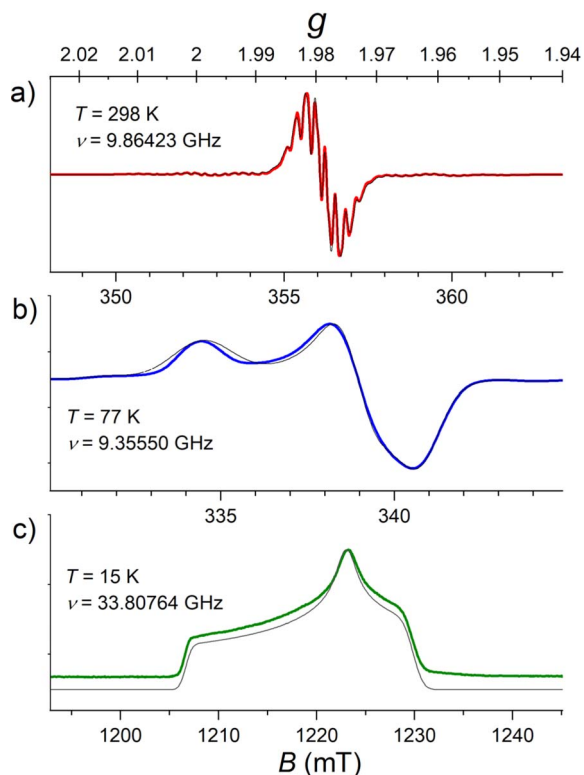 g
2.02 2.01 2 1.99 1.98 1.97 1.96 1.95 1.94
a)
T = 298 K
ν = 9.86423 GHz
350 355 360
b)
T = 77 K
ν = 9.35550 GHz
335 340
c)
T = 15 K
ν = 33.80764 GHz
1200 1210 1220 1230 1240
B (mT)